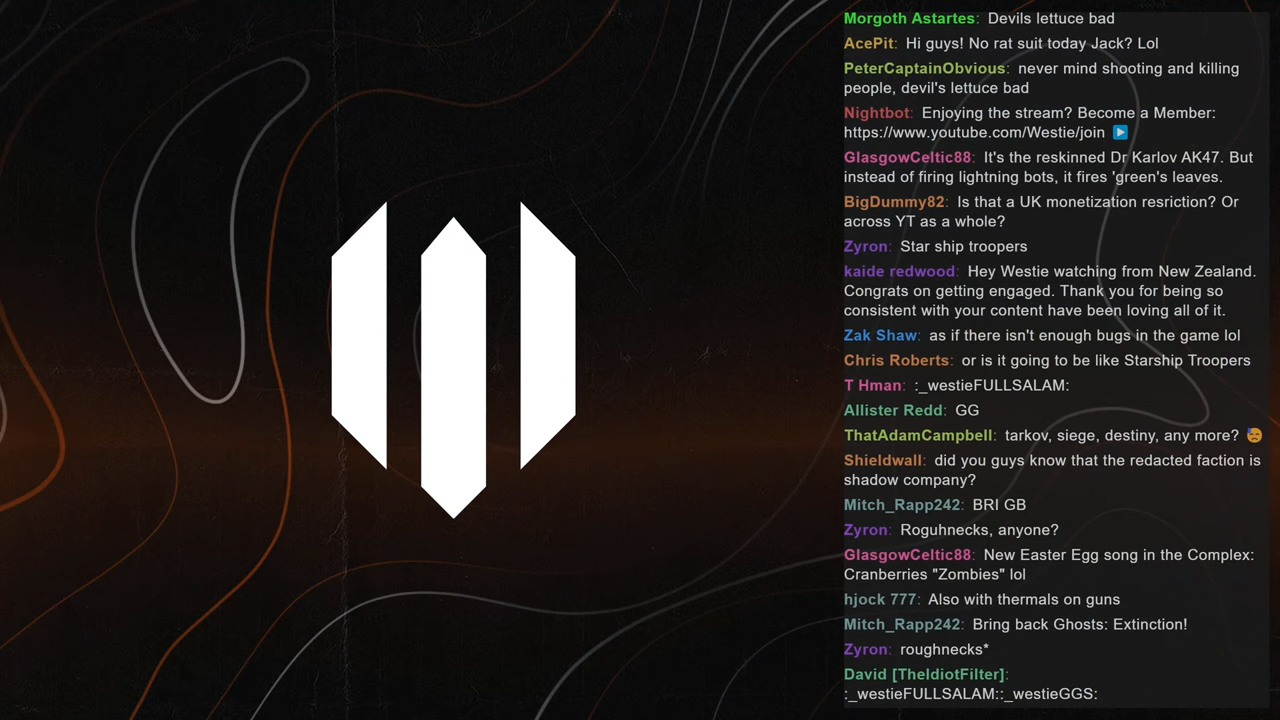 Morgoth Astartes: Devils lettuce bad
AcePit: Hi guys! No rat suit today Jack? Lol
PeterCaptainObvious: never mind shooting and killing
people, devil's lettuce bad
Nightbot: Enjoying the stream? Become a Member:
https://www.youtube.com/Westie/join
GlasgowCeltic88: It's the reskinned Dr Karlov AK47. But
instead of firing lightning bots, it fires 'green's leaves.
BigDummy82: Is that a UK monetization resriction? Or
across YT as a whole?
Zyron: Star ship troopers
kaide redwood: Hey Westie watching from New Zealand.
Congrats on getting engaged. Thank you for being so
consistent with your content have been loving all of it.
Zak Shaw: as if there isn't enough bugs in the game lol
Chris Roberts: or is it going to be like Starship Troopers
T Hman: :_westieFULLSALAM:
Allister Redd: GG
ThatAdamCampbell: tarkov, siege, destiny, any more? 😓
Shieldwall: did you guys know that the redacted faction is
shadow company?
Mitch_Rapp242: BRI GB
Zyron: Roguhnecks, anyone?
GlasgowCeltic88: New Easter Egg song in the Complex:
Cranberries "Zombies" lol
hjock 777: Also with thermals on guns
Mitch_Rapp242: Bring back Ghosts: Extinction!
Zyron: roughnecks*
David [TheIdiotFilter]:
:_westieFULLSALAM::_westieGGS: